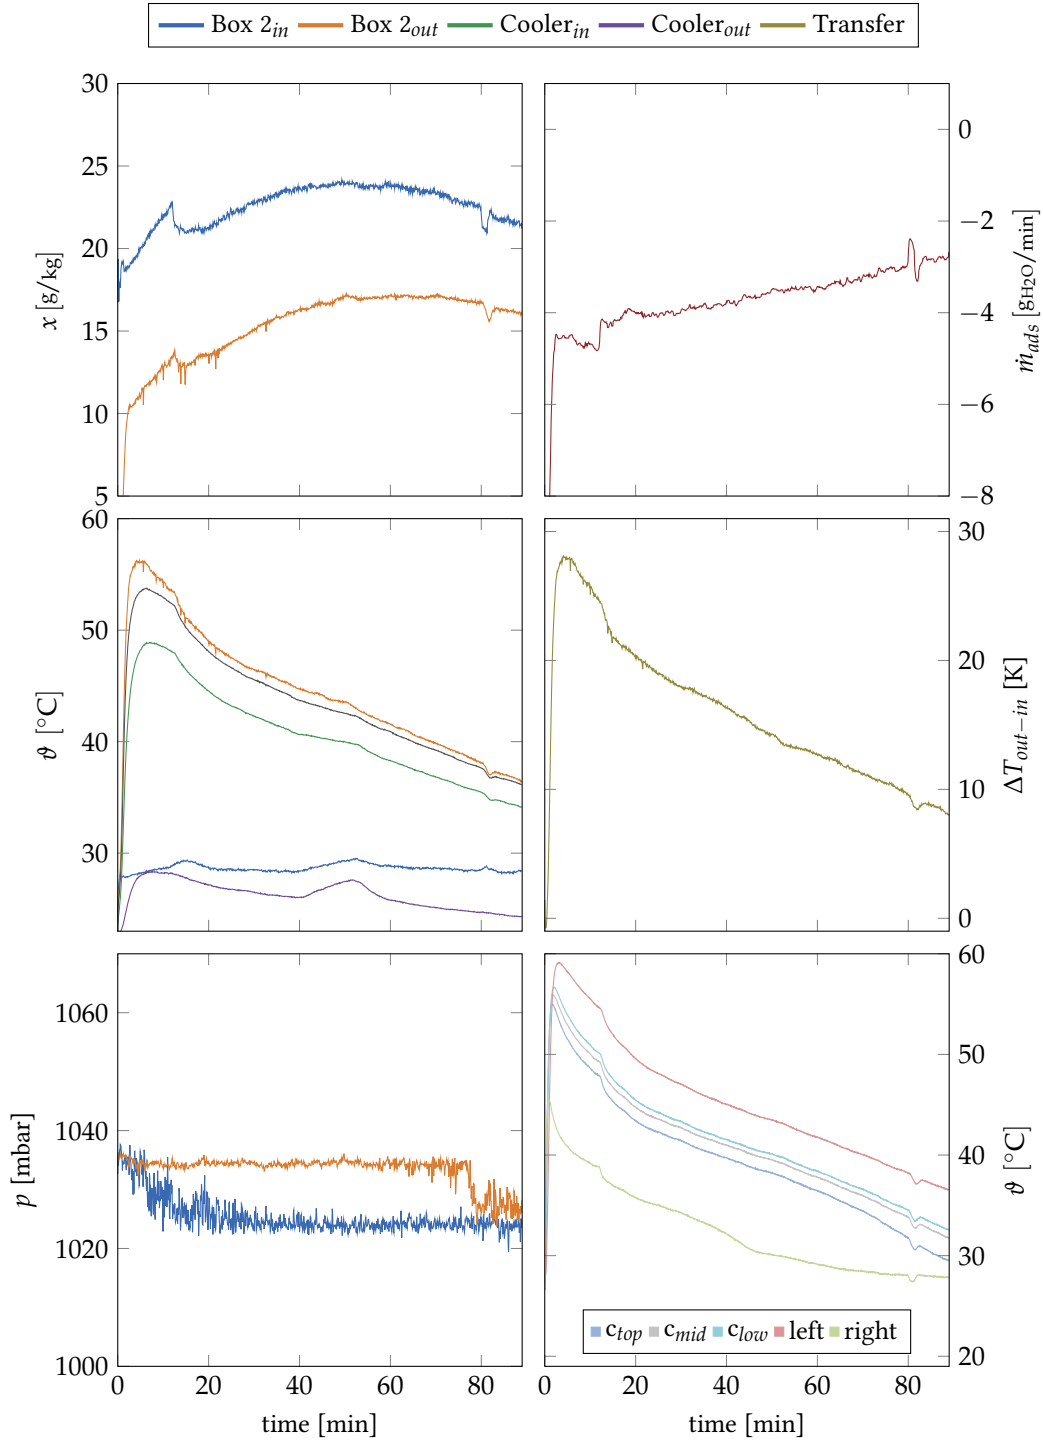 Box 2in Box 2out Coolerin Coolerout Transfer
30
25
20
15
10
5
x [g/kg]
0
−2
−4
−6
−8
ṁads [gH2O/min]
60
50
40
30
ϑ [°C]
30
20
10
0
ΔTout−in [K]
1060
1040
1020
1000
p [mbar]
0 20 40 60 80
time [min]
60
50
40
30
20
ϑ [°C]
ctop cmid clow left right
0 20 40 60 80
time [min]